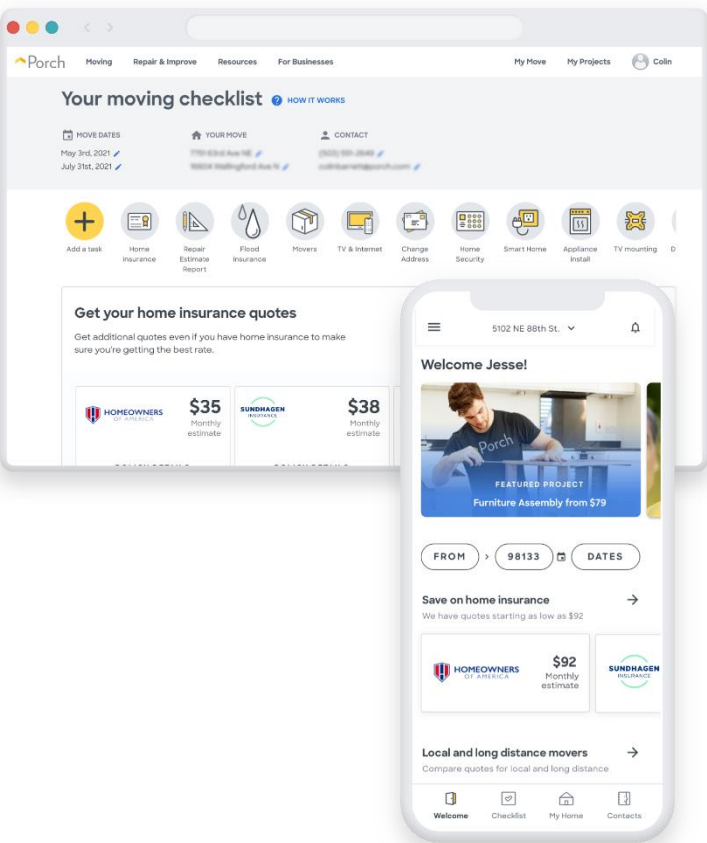 Porch
Moving Repair & Improve Resources For Businesses My Move My Projects Colin
Your moving checklist ? HOW IT WORKS
MOVE DATES YOUR MOVE CONTACT
May 3rd, 2021
July 31st, 2021
Add a task
Home
Insurance
Repair
Estimate
Report
Flood
Insurance
Movers
TV & Internet
Change
Address
Home
Security
Smart Home
Appliance
install
TV mounting
D
Get your home insurance quotes
Get additional quotes even if you have home insurance to make
sure you're getting the best rate.
HOMEOWNERS
OF AMERICA
$35
Monthly
estimate
SUNDHAGEN
INSURANCE
$38
Monthly
estimate
5102 NE 88th St.
Welcome Jesse!
Porch
FEATURED PROJECT
Furniture Assembly from $79
FROM > 98133 DATES
Save on home insurance →
We have quotes starting as low as $92
HOMEOWNERS
OF AMERICA
$92
Monthly
estimate
SUNDHAGEN
INSURANCE
Local and long distance movers →
Compare quotes for local and long distance
Welcome Checklist My Home Contacts